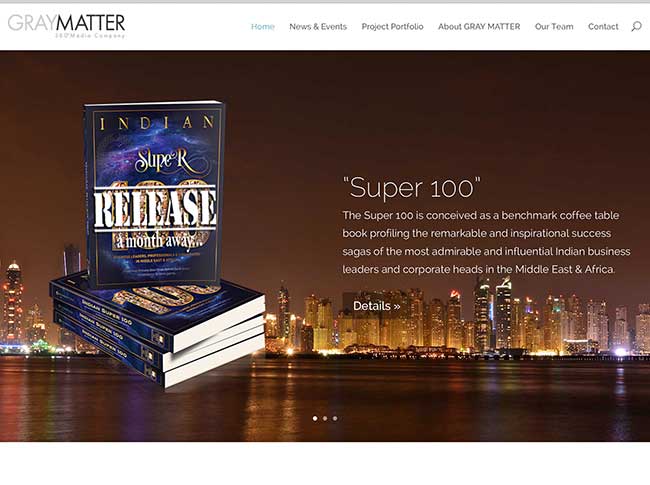 GRAYMATTER
360°Media Company
Home News & Events Project Portfolio About GRAY MATTER Our Team Contact
INDIAN
SupeR
100
RELEASE
a month away...
INDIAN SUPER 100
INDIAN SUPER 100
INDIAN SUPER 100
“Super 100”
The Super 100 is conceived as a benchmark coffee table
book profiling the remarkable and inspirational success
sagas of the most admirable and influential Indian business
leaders and corporate heads in the Middle East & Africa.
Details »